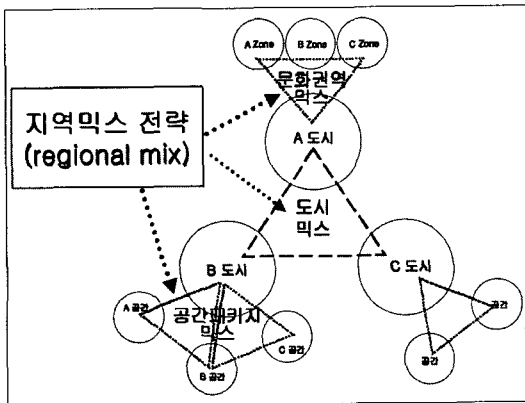 A Zone
B Zone
C Zone
문화권역
믹스
지역믹스 전략
(regional mix)
A 도시
도시
믹스
B 도시
C 도시
A 공간
공간패키지
믹스
C 공간
B 공간
공간
공간